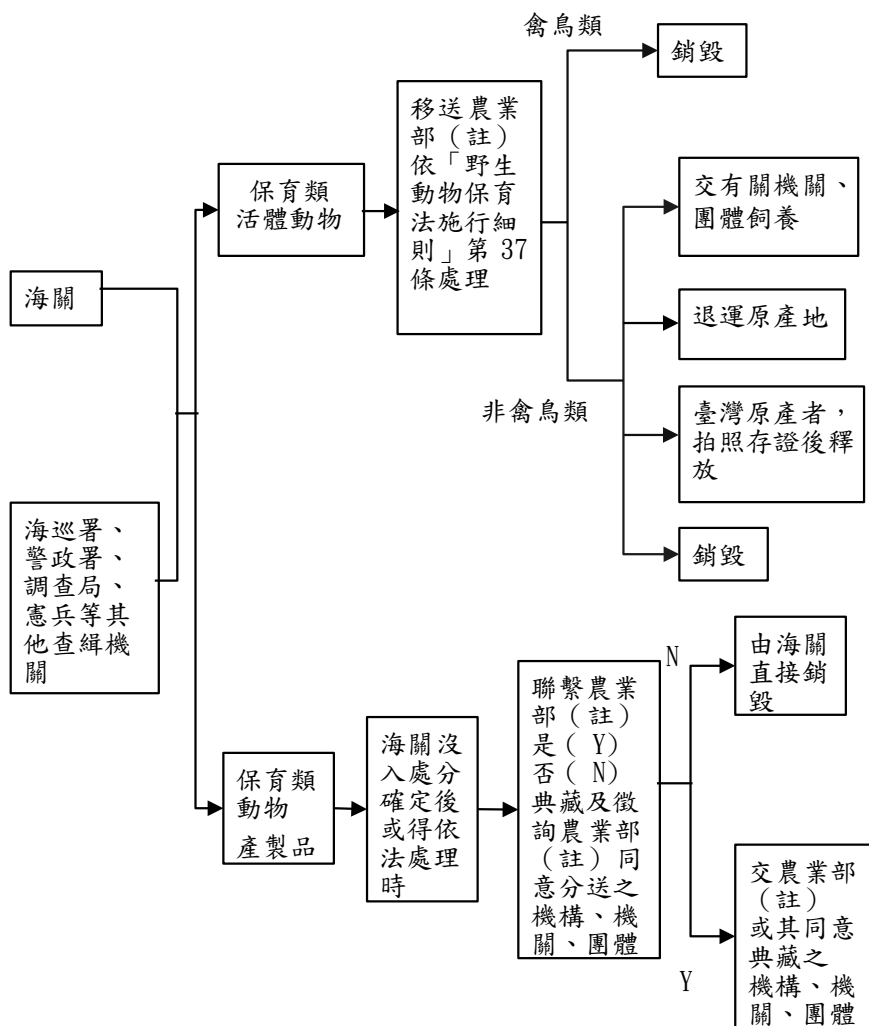 禽鳥類
銷毀
移送農業
部（註）
依「野生
動物保育
法施行細
則」第 37
條處理
保育類
活體動物
交有關機關、
團體飼養
海關
退運原產地
非禽鳥類
臺灣原產者，
拍照存證後釋
放
銷毀
海巡署、
警政署、
調查局、
憲兵等其
他查緝機
關
保育類
動物
產製品
海關沒
入處分
確定後
或得依
法處理
時
聯繫農業
部（註）
是（ Y）
否（ N）
典藏及徵
詢農業部
（註）同
意分送之
機構、機
關、團體
N
由海關
直接銷
毀
Y
交農業部
（註）
或其同意
典藏之
機構、機
關、團體